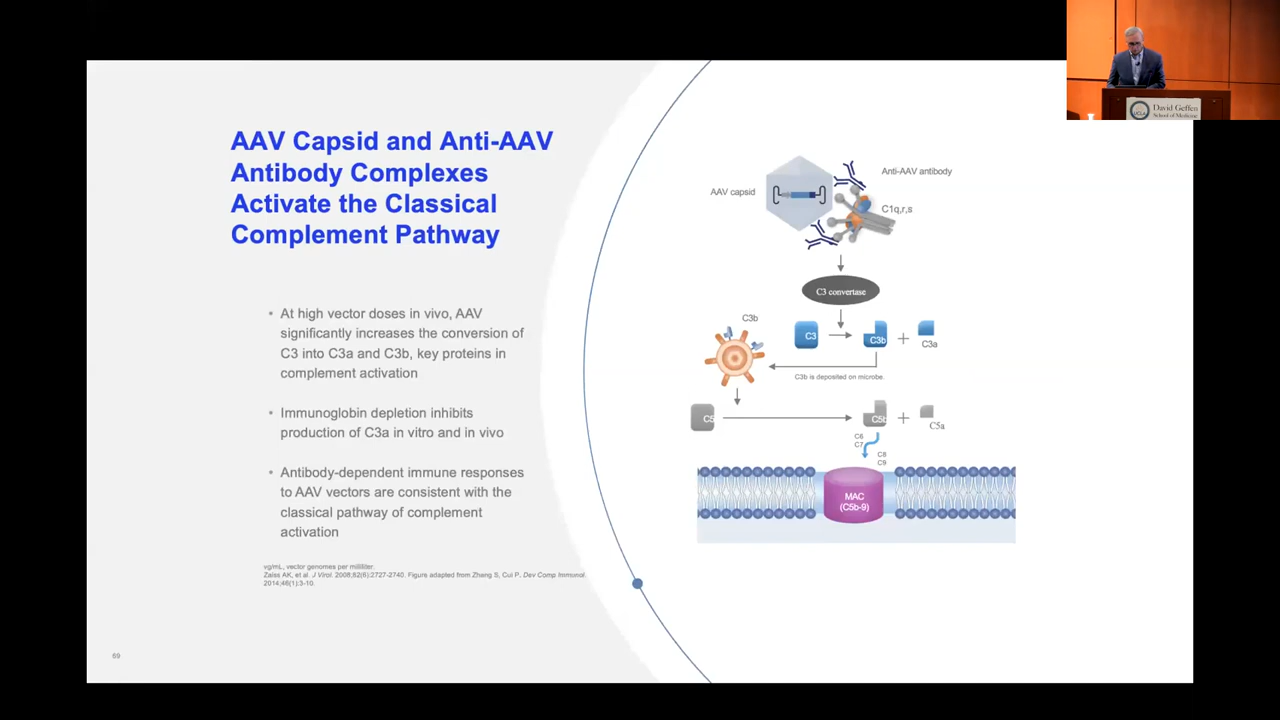 David Geffen
School of Medicine
UCLA
AAV Capsid and Anti-AAV
Antibody Complexes
Activate the Classical
Complement Pathway
• At high vector doses in vivo, AAV
significantly increases the conversion of
C3 into C3a and C3b, key proteins in
complement activation
• Immunoglobin depletion inhibits
production of C3a in vitro and in vivo
• Antibody-dependent immune responses
to AAV vectors are consistent with the
classical pathway of complement
activation
vg/mL, vector genomes per milliliter.
Zaiss AK, et al. J Virol. 2008;82(6):2727-2740. Figure adapted from Zheng S, Cui P. Dev Comp Immunol.
2014;46(1):3-10.
69
AAV capsid
Anti-AAV antibody
C1q,r,s
C3 convertase
C3b
C3
C3b
+
C3a
C3b is deposited on microbe.
C5
C5b
+
C5a
C6
C7
C8
C9
MAC
(C5b-9)